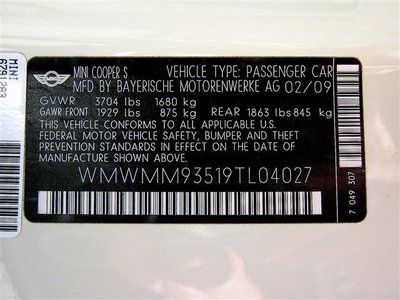 MINI COOPER S VEHICLE TYPE: PASSENGER CAR
MFD BY BAYERISCHE MOTORENWERKE AG 02/09
GVWR 3704 lbs 1680 kg
GAWR FRONT 1929 lbs 875 kg REAR 1863 lbs 845 kg
THIS VEHICLE CONFORMS TO ALL APPLICABLE U.S.
FEDERAL MOTOR VEHICLE SAFETY, BUMPER, AND
THEFT PREVENTION STANDARDS IN EFFECT ON THE
DATE OF MANUFACTURE SHOWN ABOVE.
WMWMM93519TL04027
7 049 307
MINI